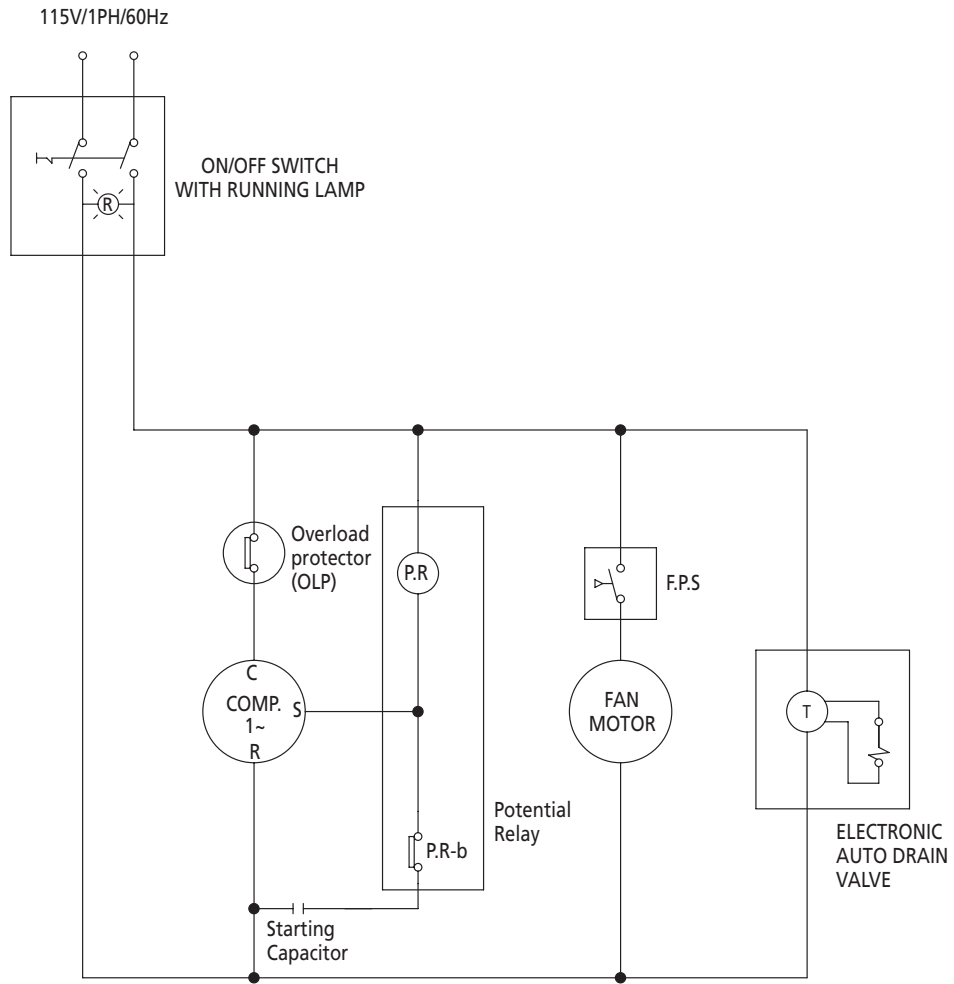 115V/1PH/60Hz
ON/OFF SWITCH
WITH RUNNING LAMP
R
Overload
protector
(OLP)
P.R
F.P.S
C
COMP.
1~
S
R
FAN
MOTOR
T
P.R-b
Potential
Relay
ELECTRONIC
AUTO DRAIN
VALVE
Starting
Capacitor